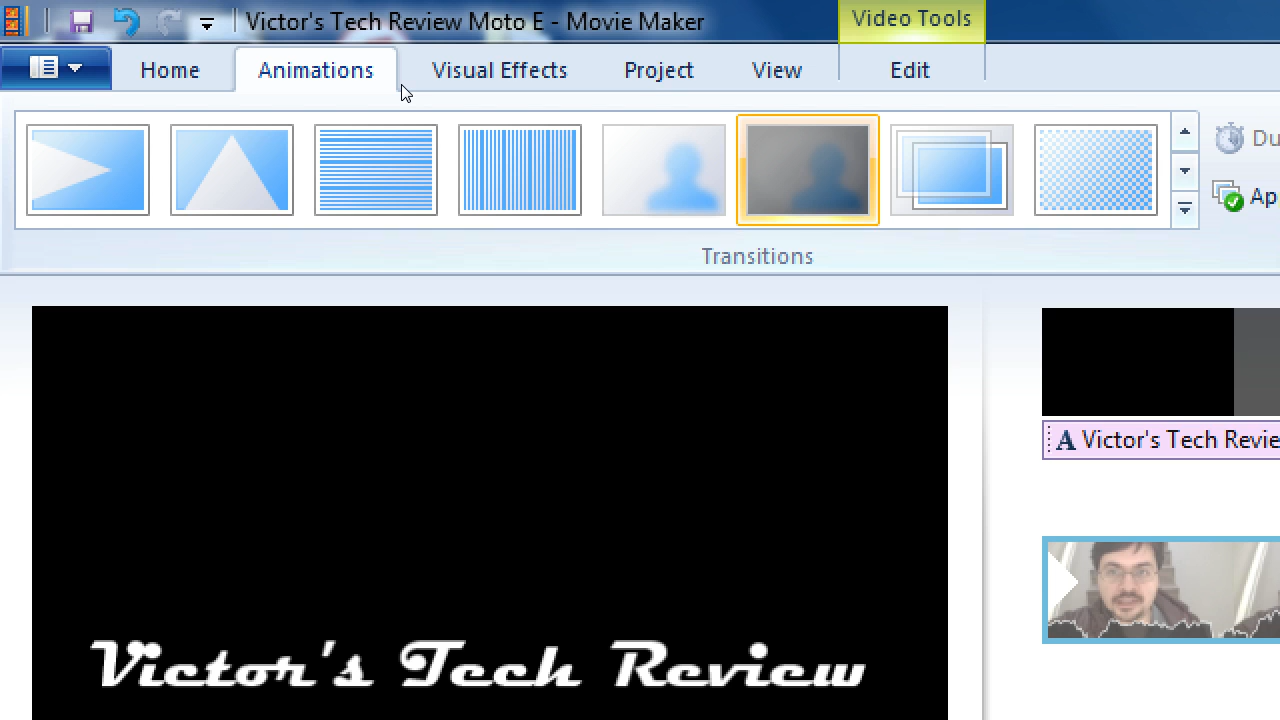 Victor's Tech Review Moto E - Movie Maker
Video Tools
Home
Animations
Visual Effects
Project
View
Edit
Transitions
A Victor's Tech Revie
Victor's Tech Review